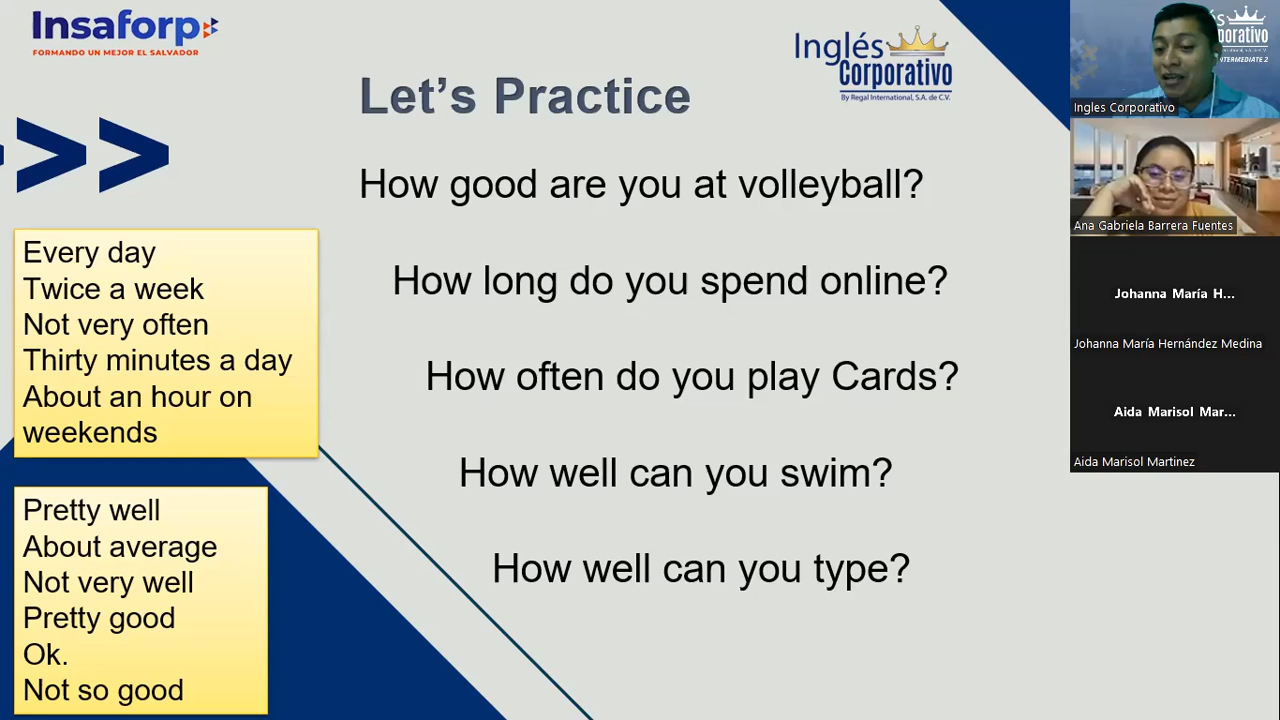 Insaforp
FORMANDO UN MEJOR EL SALVADOR
Inglés
Corporativo
By Regal International, S.A. de C.V.
Let's Practice
How good are you at volleyball?
How long do you spend online?
How often do you play Cards?
How well can you swim?
How well can you type?
Every day
Twice a week
Not very often
Thirty minutes a day
About an hour on
weekends
Pretty well
About average
Not very well
Pretty good
Ok.
Not so good
INTERMEDIATE 2
Ingles Corporativo
Ana Gabriela Barrera Fuentes
Johanna María H...
Johanna María Hernández Medina
Aida Marisol Mar...
Aida Marisol Martinez